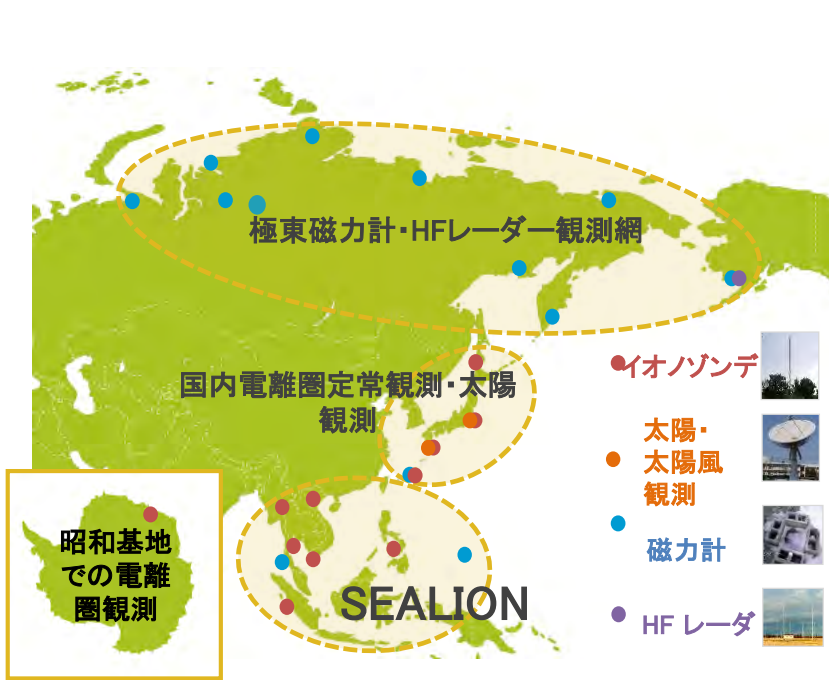 極東磁力計・HFレーダー観測網
国内電離圏定常観測・太陽
観測
イオノゾンデ
太陽・
太陽風
観測
磁力計
HF レーダ
昭和基地
での電離
圏観測
SEALION